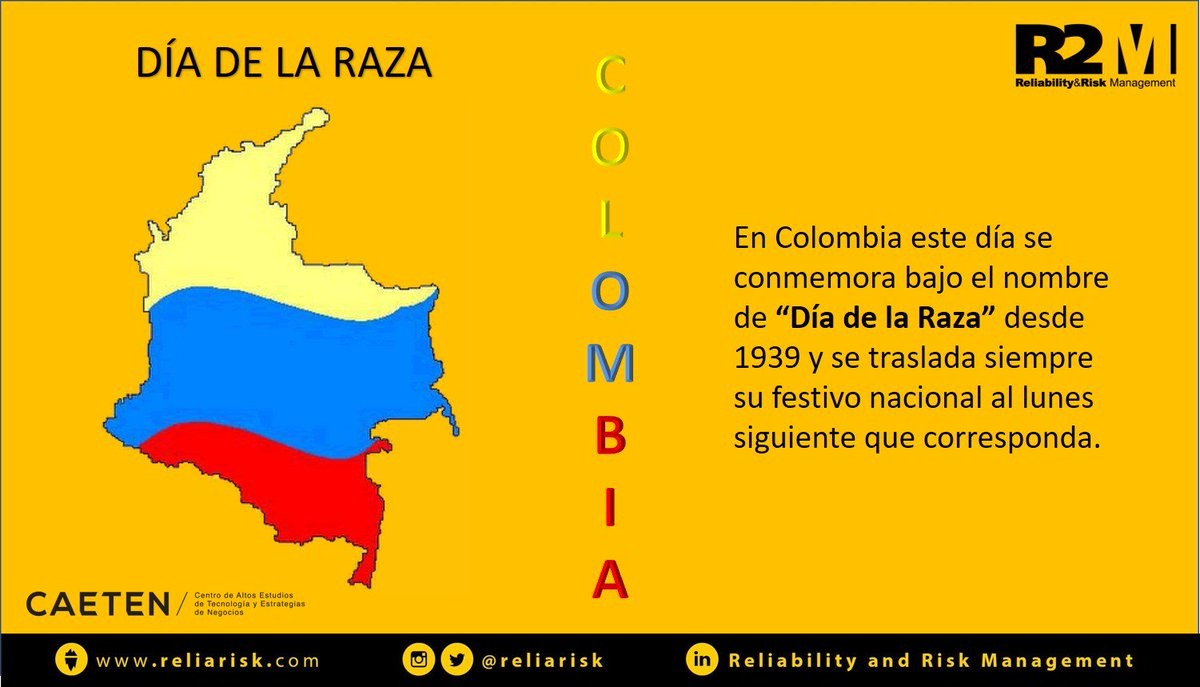 DÍA DE LA RAZA
C
O
L
O
M
B
I
A
R2M
Reliability&Risk Management
En Colombia este día se
conmemora bajo el nombre
de “Día de la Raza” desde
1939 y se traslada siempre
su festivo nacional al lunes
siguiente que corresponda.
CAETEN / Centro de Altos Estudios
de Tecnología y Estrategias
de Negocios
www.reliarisk.com
@reliarisk
in Reliability and Risk Management